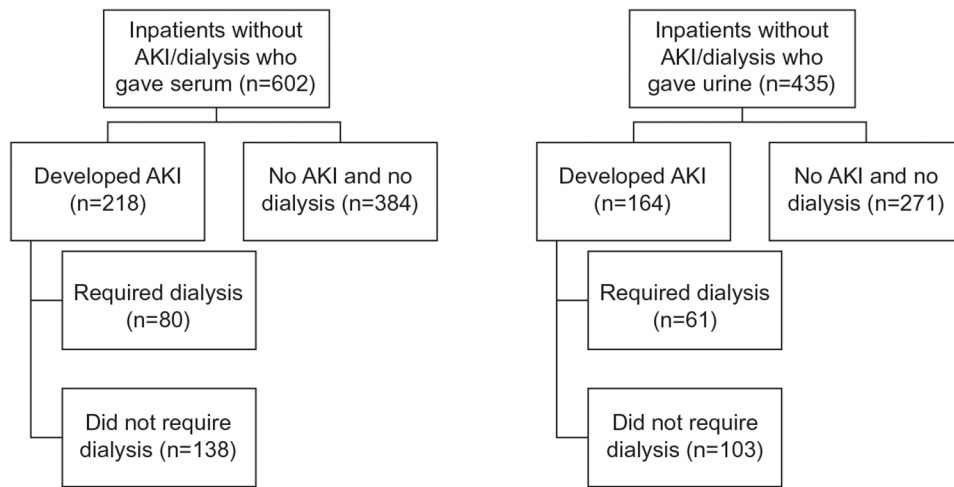 Inpatients without
AKI/dialysis who
gave serum (n=602)
Developed AKI
(n=218)
No AKI and no
dialysis (n=384)
Required dialysis
(n=80)
Did not require
dialysis (n=138)
Inpatients without
AKI/dialysis who
gave urine (n=435)
Developed AKI
(n=164)
No AKI and no
dialysis (n=271)
Required dialysis
(n=61)
Did not require
dialysis (n=103)